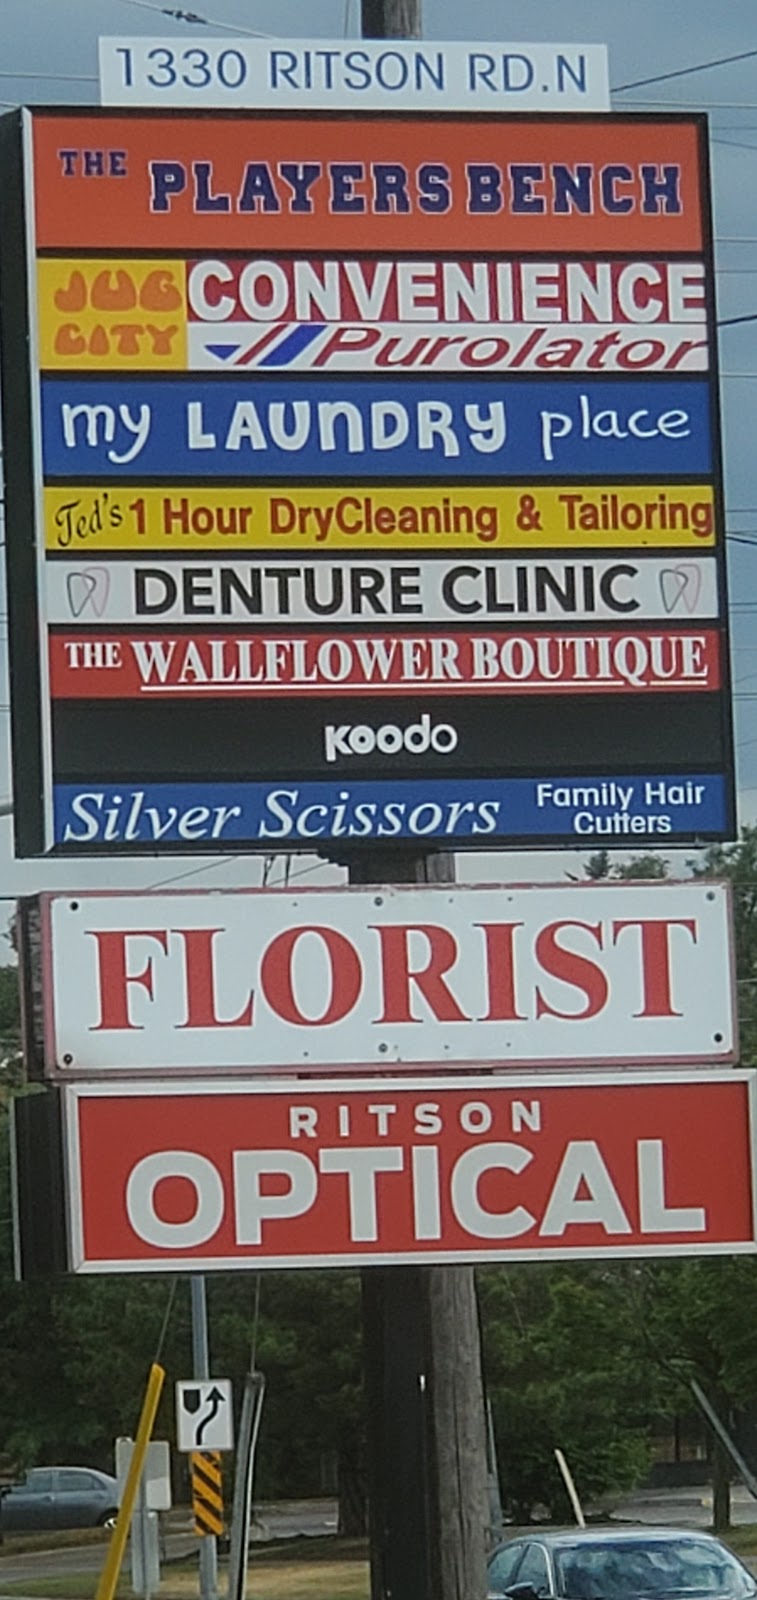 1330 RITSON RD.N
THE PLAYERS BENCH
JUG CITY
CONVENIENCE
Purolator
my LAUnDRy place
Ted's 1 Hour DryCleaning & Tailoring
DENTURE CLINIC
THE WALLFLOWER BOUTIQUE
koodo
Silver Scissors
Family Hair
Cutters
FLORIST
RITSON
OPTICAL